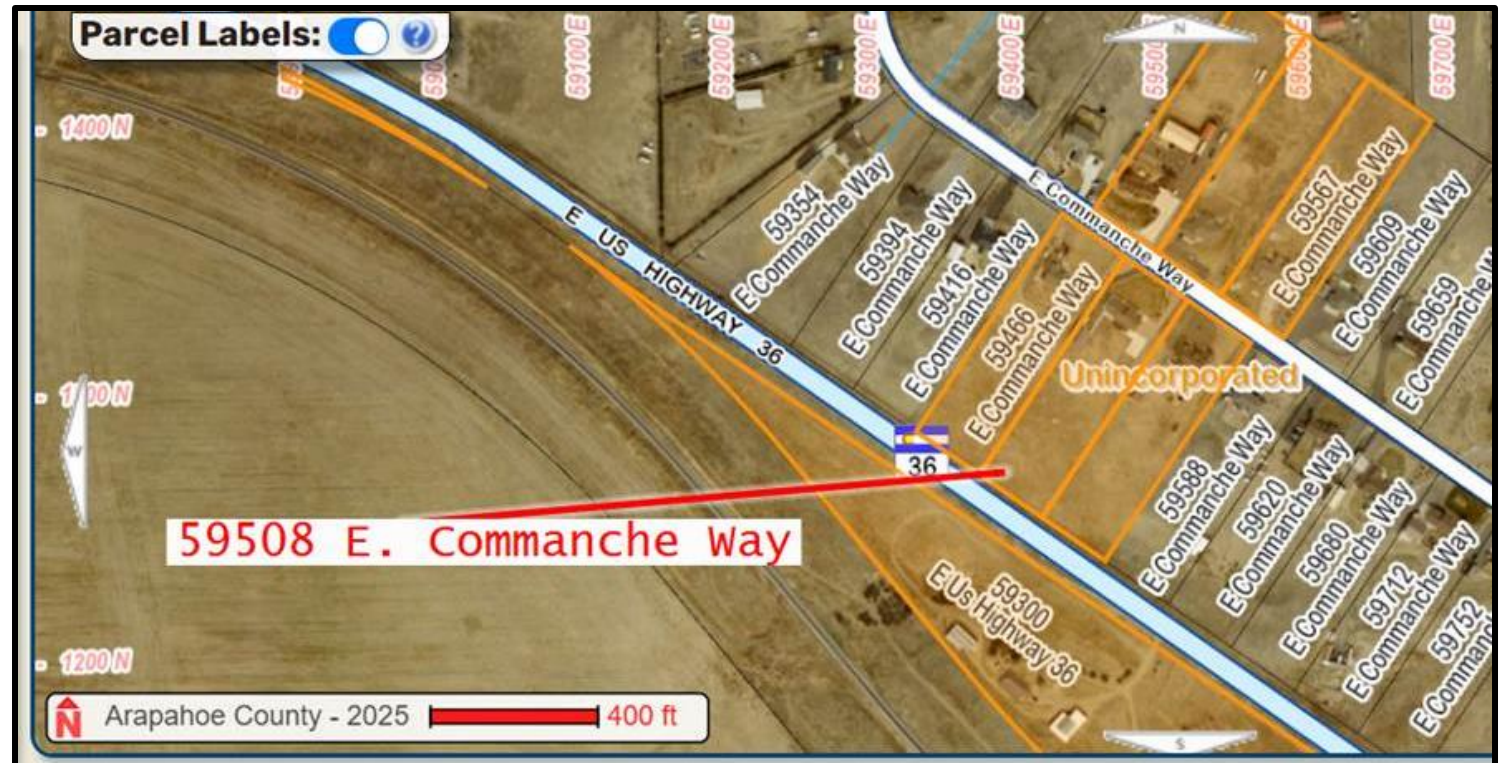 Parcel Labels:
?
59100 E
59200 E
59300 E
59400 E
59700 E
N
1400 N
59354
E Commanche Way
59394
E Commanche Way
59416
E Commanche Way
59466
E Commanche Way
E Commanche Way
59567
E Commanche Way
59609
E Commanche Way
59659
E US HIGHWAY 36
Unincorporated
W
36
59508 E. Commanche Way
59588
E Commanche Way
59620
E Commanche Way
59680
E Commanche Way
59712
E Commanche Way
59752
59300
E Us Highway 36
1200 N
N Arapahoe County - 2025 400 ft
S